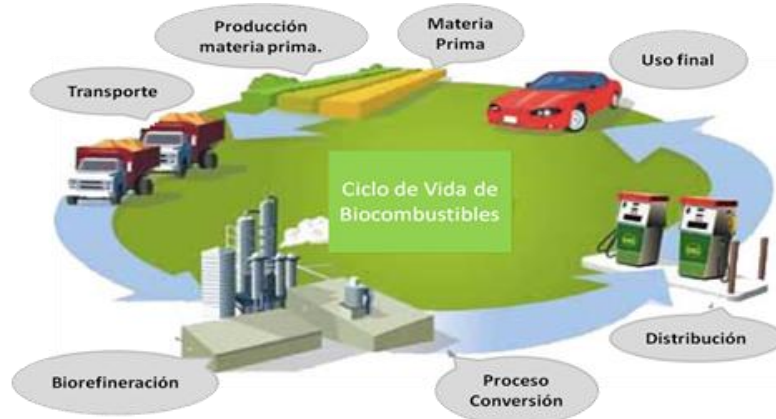 Producción
materia prima.
Materia
Prima
Uso final
Transporte
Ciclo de Vida de
Biocombustibles
Distribución
Biorefineración
Proceso
Conversión